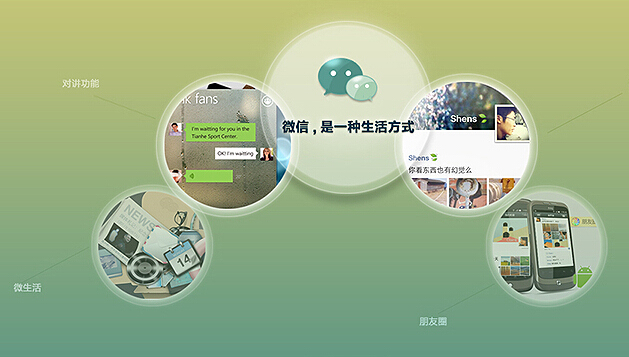 对讲功能
微信，是一种生活方式
lk fans
I'm waitting for you in the
Tianhe Sport Center.
OK! I'm waitting
Shens
Shens
你看东西也有幻觉么
NEWS
14
微生活
朋友圈